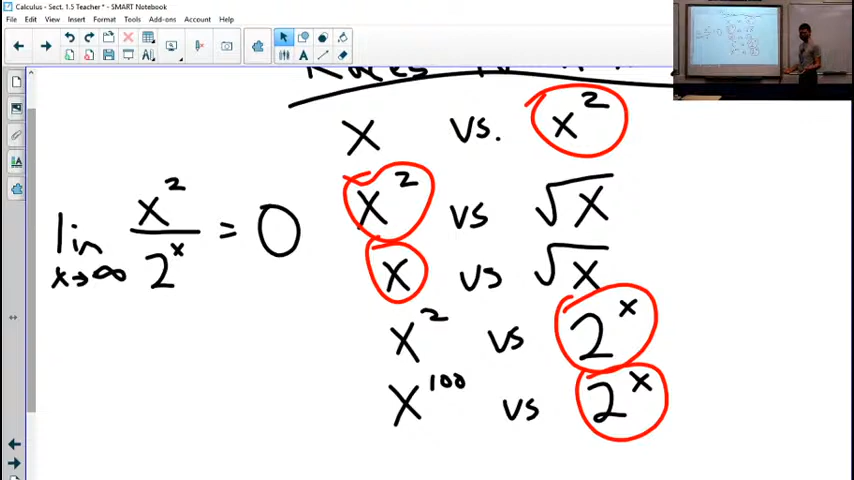 Calculus - Sect. 1.5 Teacher* - SMART Notebook
File Edit View Insert Format Tools Add-ons Account Help
x vs. x²
x² vs √x
x vs √x
lim x→∞ x²/2ˣ = 0
x² vs 2ˣ
x¹⁰⁰ vs 2ˣ